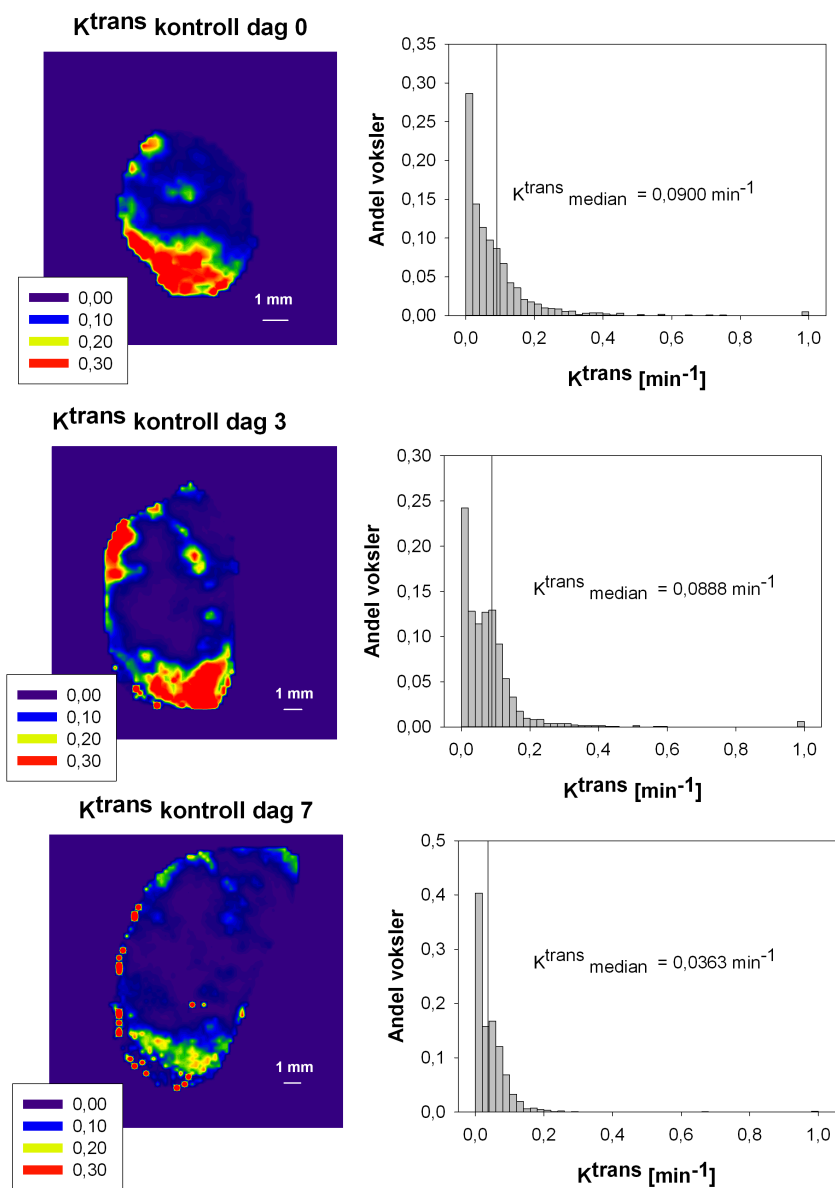 Ktrans kontroll dag 0
1 mm
0,00
0,10
0,20
0,30
0,35
0,30
0,25
0,20
0,15
0,10
0,05
0,00
Andel voksler
Ktrans median = 0,0900 min-1
0,0 0,2 0,4 0,6 0,8 1,0
Ktrans [min-1]
Ktrans kontroll dag 3
1 mm
0,00
0,10
0,20
0,30
0,30
0,25
0,20
0,15
0,10
0,05
0,00
Andel voksler
Ktrans median = 0,0888 min-1
0,0 0,2 0,4 0,6 0,8 1,0
Ktrans [min-1]
Ktrans kontroll dag 7
1 mm
0,00
0,10
0,20
0,30
0,5
0,4
0,3
0,2
0,1
0,0
Andel voksler
Ktrans median = 0,0363 min-1
0,0 0,2 0,4 0,6 0,8 1,0
Ktrans [min-1]